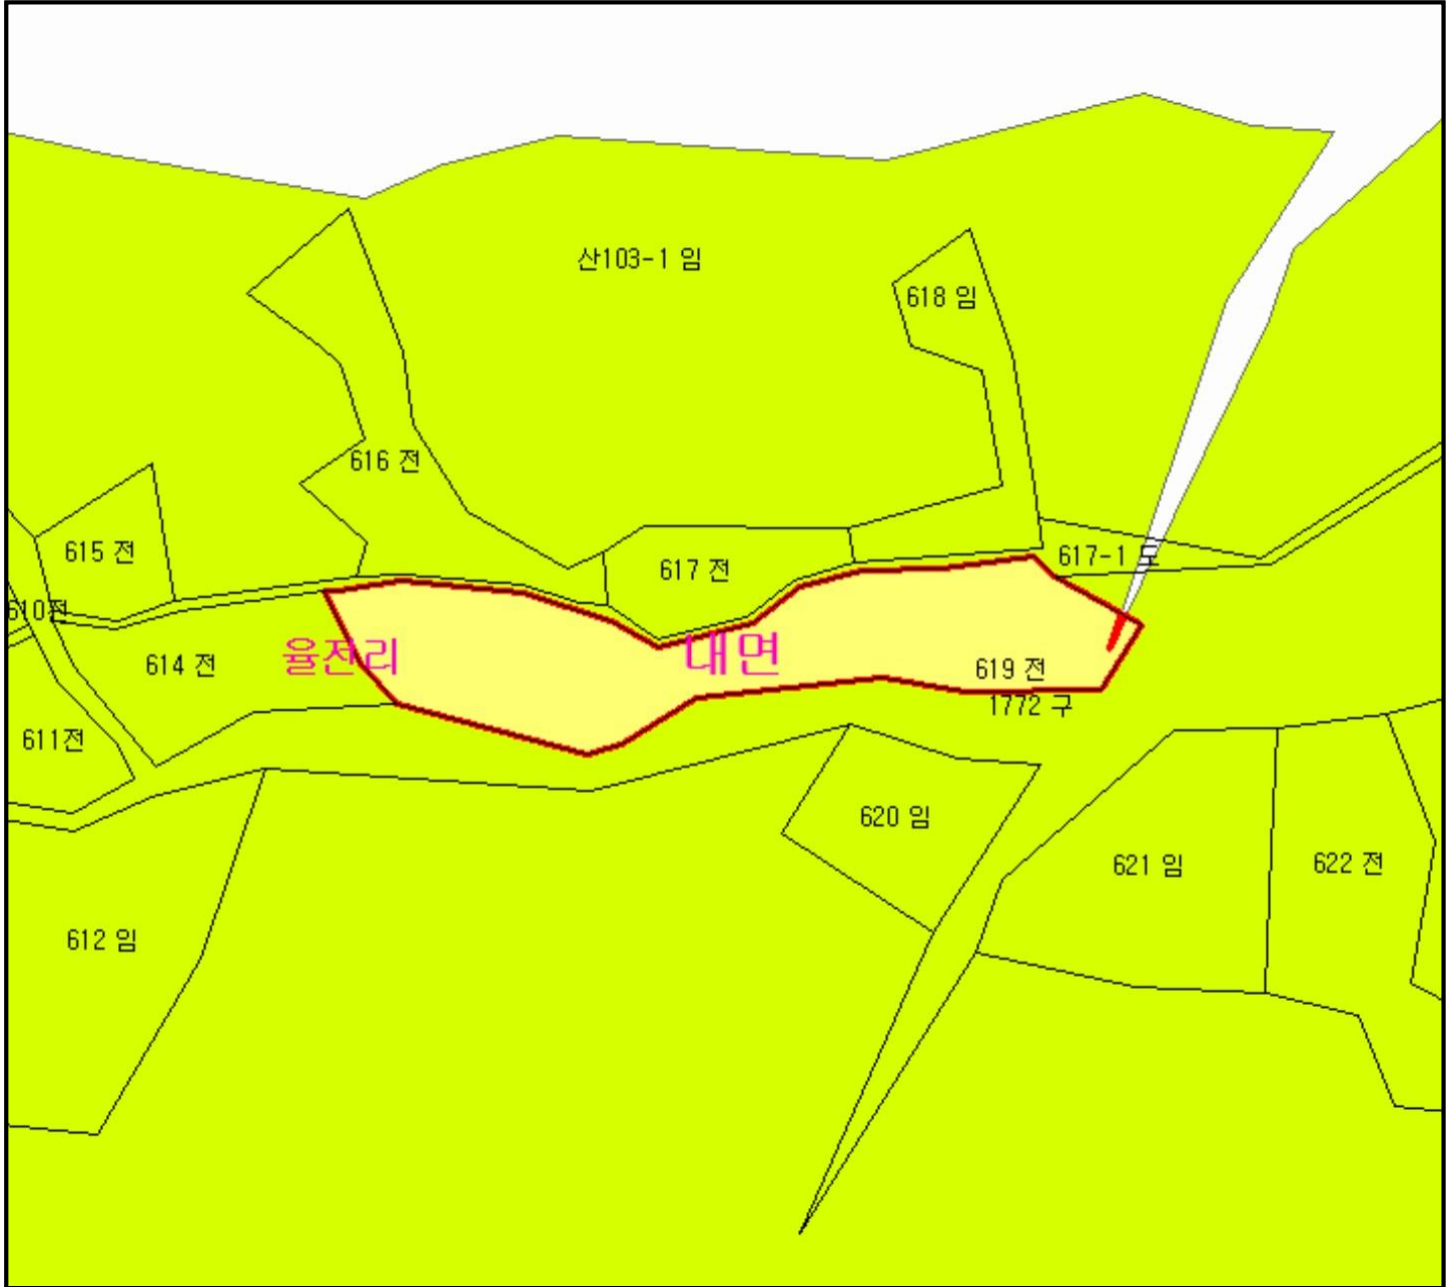 산103-1 임
618 임
616 전
615 전
617 전
617-1 도
610전
614 전
율전리
내면
619 전
1772 구
611전
620 임
621 임
622 전
612 임